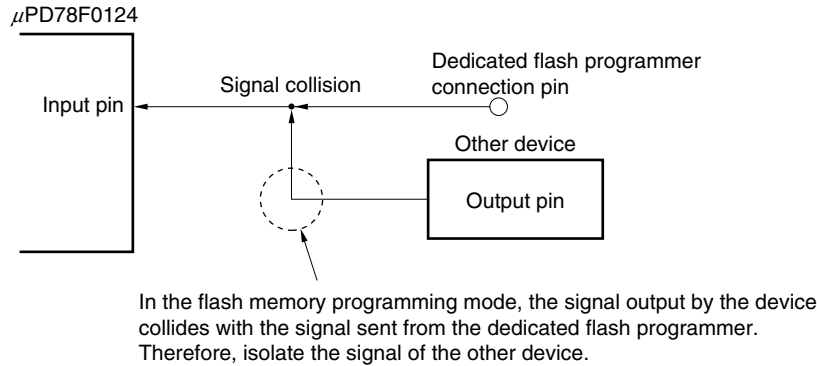 μPD78F0124
Dedicated flash programmer
connection pin
Signal collision
Input pin
Other device
Output pin
In the flash memory programming mode, the signal output by the device
collides with the signal sent from the dedicated flash programmer.
Therefore, isolate the signal of the other device.